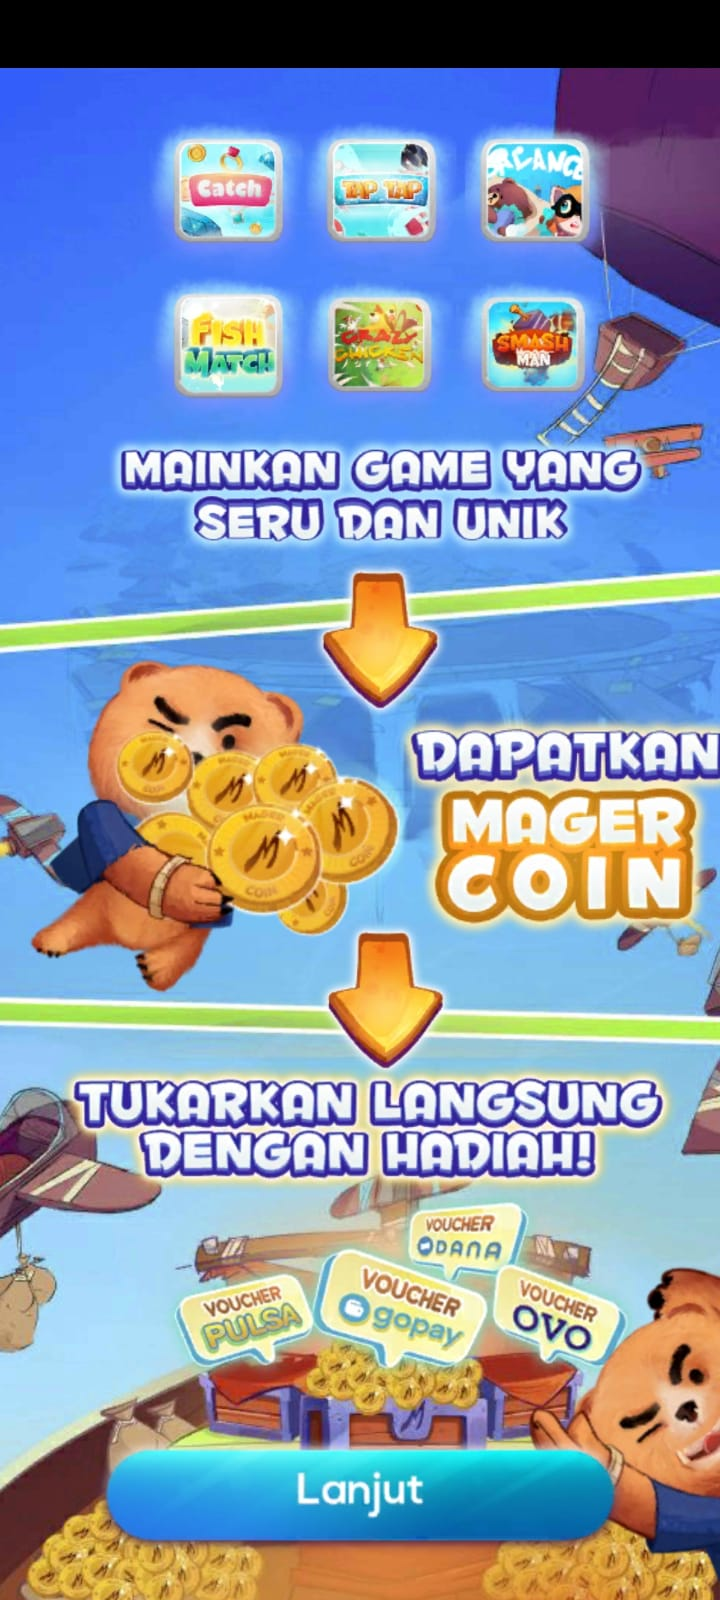 Catch
TAP TAP
FISH
MATCH
CRAZY
CHICKEN
SMASH
MAN
MAINKAN GAME YANG
SERU DAN UNIK
DAPATKAN
MAGER
COIN
COIN
TUKARKAN LANGSUNG
DENGAN HADIAH!
VOUCHER
DANA
VOUCHER
PULSA
VOUCHER
gopay
VOUCHER
OVO
Lanjut